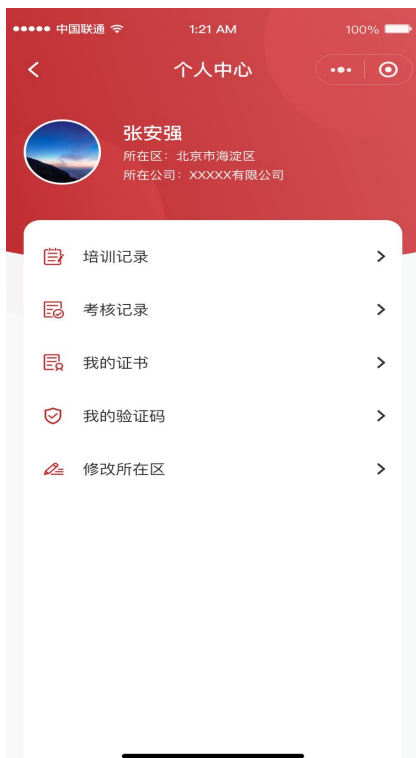 中国联通 1:21 AM 100%
个人中心
张安强
所在区：北京市海淀区
所在公司：XXXXX有限公司
培训记录
考核记录
我的证书
我的验证码
修改所在区